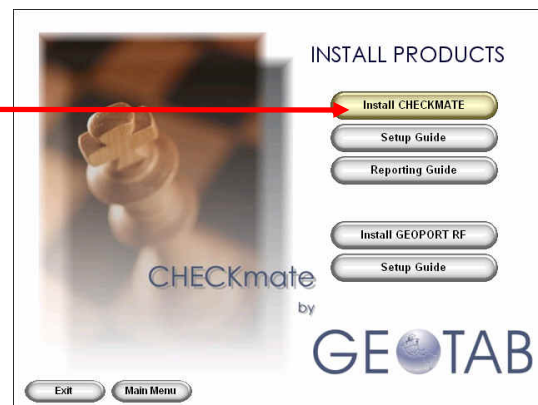 INSTALL PRODUCTS
Install CHECKMATE
Setup Guide
Reporting Guide
Install GEOPORT RF
Setup Guide
CHECKmate
by
GEOTAB
Exit
Main Menu